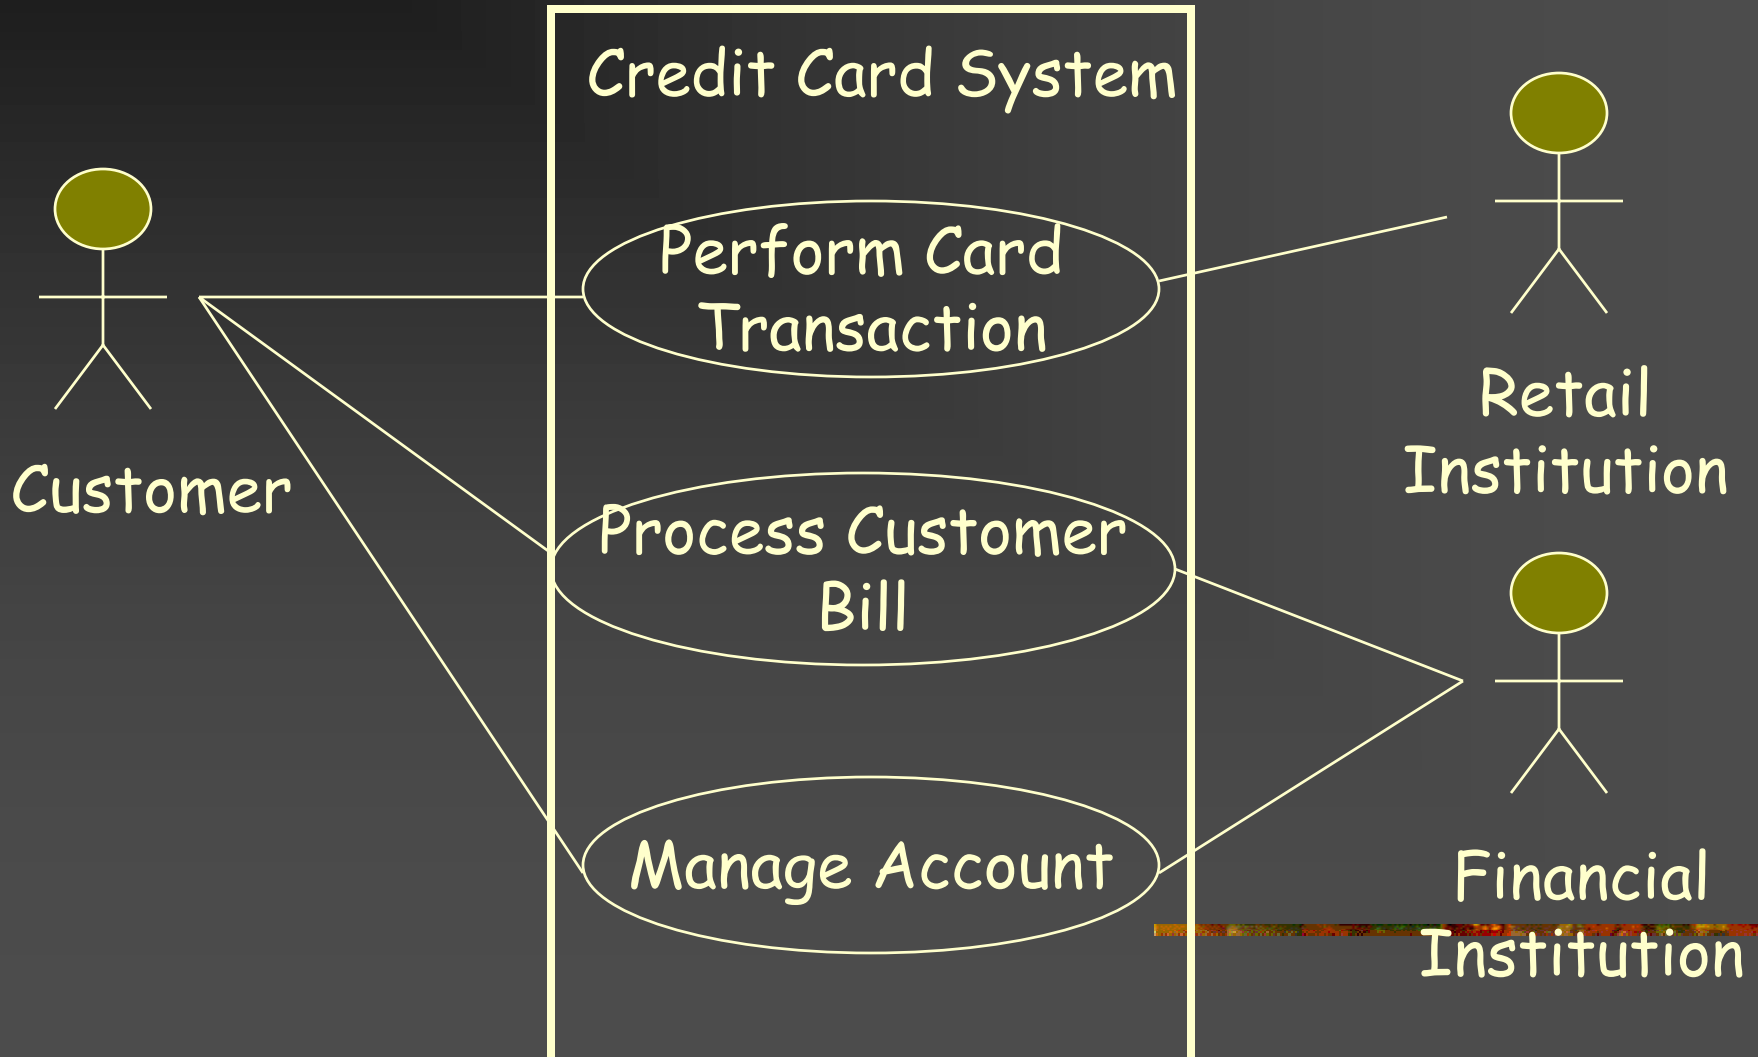 Credit Card System
Perform Card
Transaction
Customer
Process Customer
Bill
Manage Account
Retail
Institution
Financial
Institution